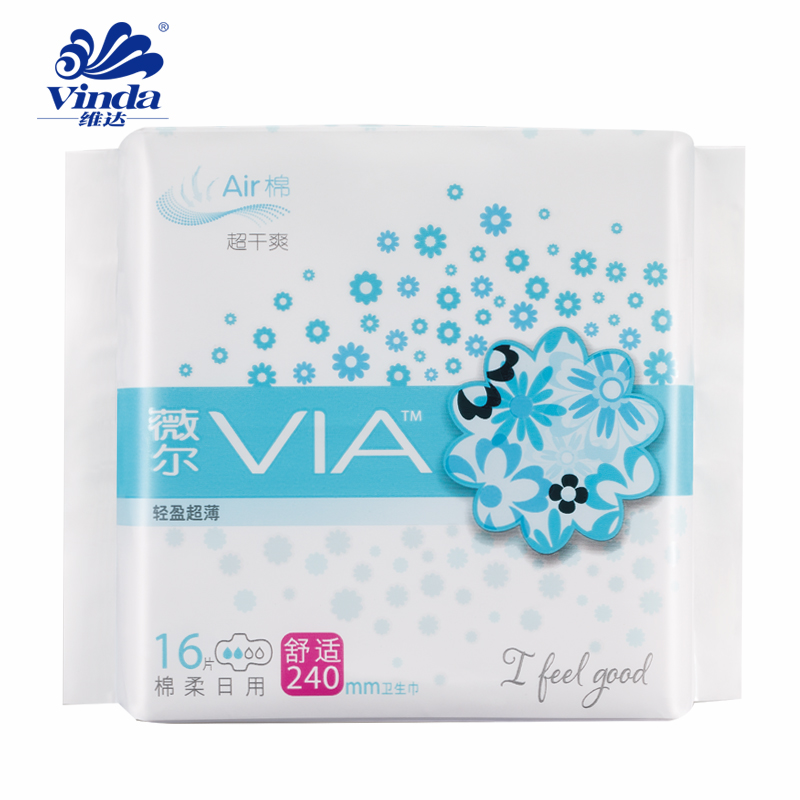 ®
Vinda
维达
Air棉
超干爽
薇尔 VIA™
轻盈超薄
16片
棉柔日用
舒适
240mm卫生巾
I feel good